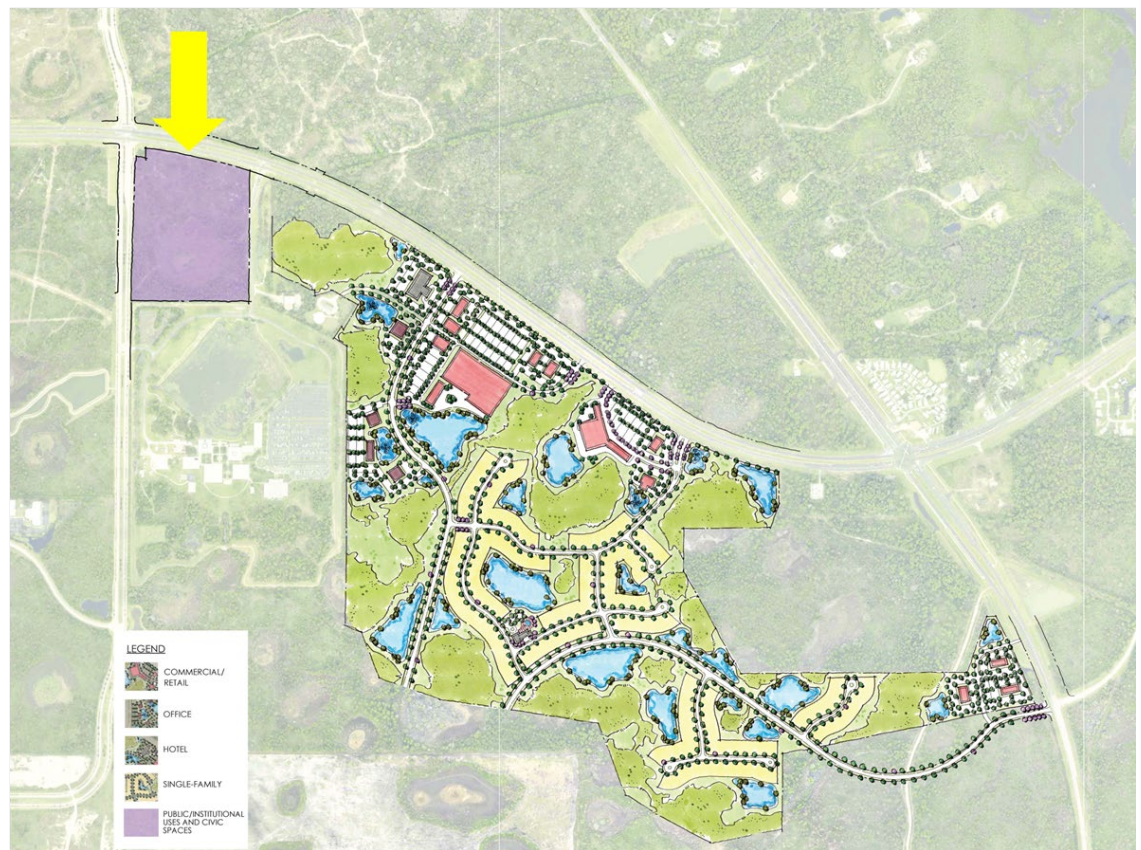 LEGEND
COMMERCIAL/
RETAIL
OFFICE
HOTEL
SINGLE-FAMILY
PUBLIC/INSTITUTIONAL
USES AND CIVIC
SPACES